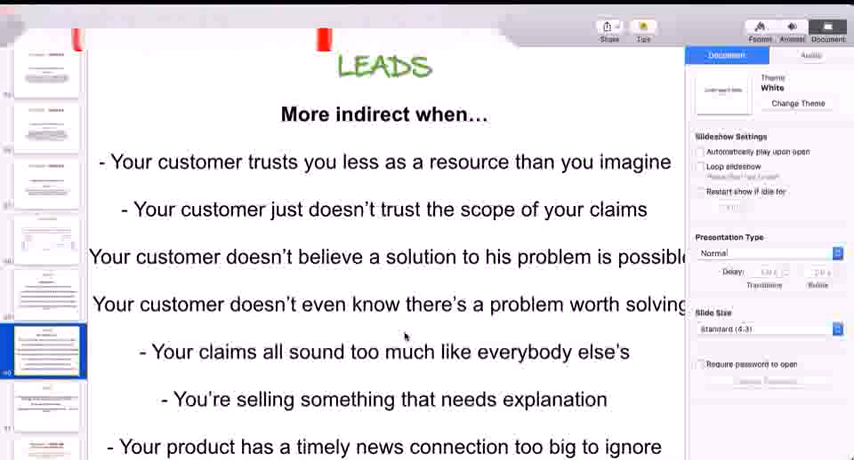 Share
Tips
Format
Animate
Document
LEADS
More indirect when...
- Your customer trusts you less as a resource than you imagine
- Your customer just doesn't trust the scope of your claims
Your customer doesn't believe a solution to his problem is possibl
Your customer doesn't even know there's a problem worth solving
- Your claims all sound too much like everybody else's
- You're selling something that needs explanation
- Your product has a timely news connection too big to ignore
Document
Audio
Theme
White
Change Theme
Slideshow Settings
Automatically play upon open
Loop slideshow
Restart show if idle for
Presentation Type
Normal
Delay:
Slide Size
Standard (4:3)
Require password to open